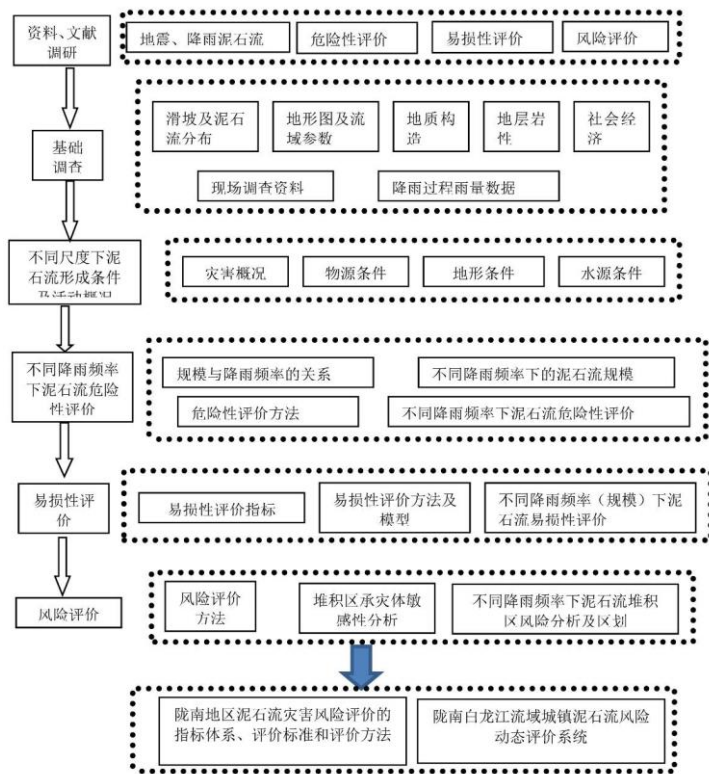 资料、文献
调研
地震、降雨泥石流
危险性评价
易损性评价
风险评价
基础
调查
滑坡及泥石
流分布
地形图及流
域参数
地质构
造
地层岩
性
社会经
济
现场调查资料
降雨过程雨量数据
不同尺度下泥
石流形成条件
及活动概况
灾害概况
物源条件
地形条件
水源条件
不同降雨频率
下泥石流危险
性评价
规模与降雨频率的关系
不同降雨频率下的泥石流规模
危险性评价方法
不同降雨频率下泥石流危险性评价
易损性评
价
易损性评价指标
易损性评价方法及
模型
不同降雨频率（规模）下泥
石流易损性评价
风险评价
风险评价
方法
堆积区承灾体敏
感性分析
不同降雨频率下泥石流堆积
区风险分析及区划
陇南地区泥石流灾害风险评价的
指标体系、评价标准和评价方法
陇南白龙江流域城镇泥石流风险
动态评价系统